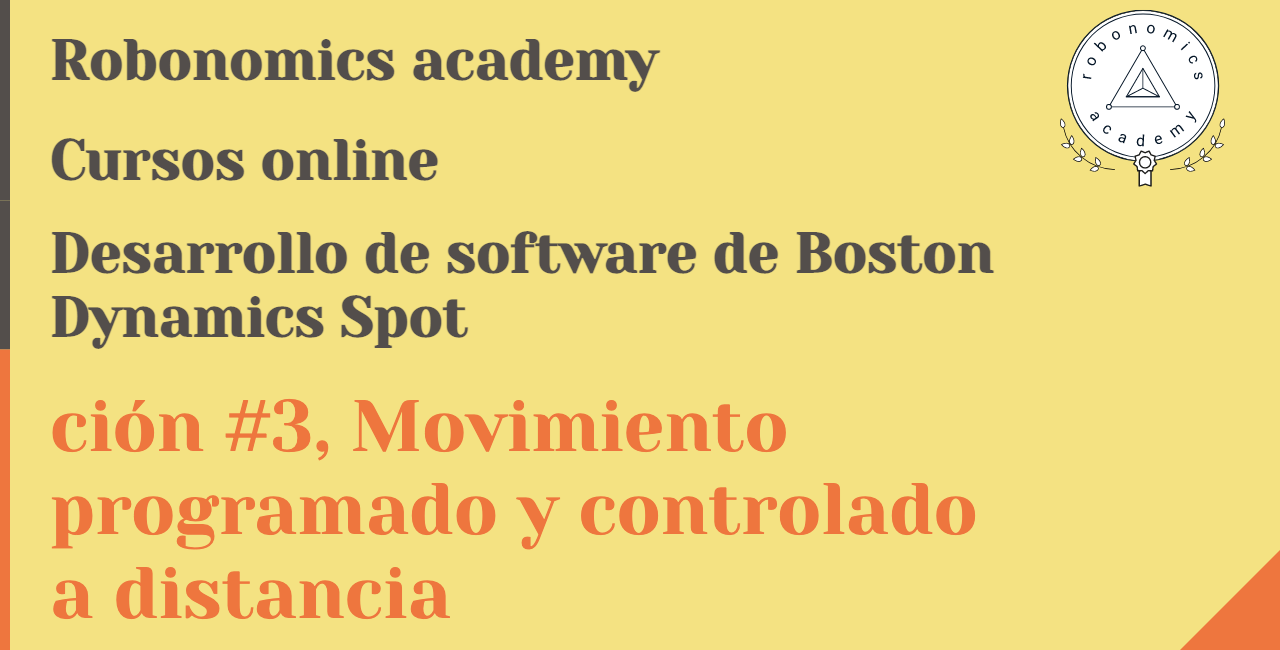 Robonomics academy
Cursos online
Desarrollo de software de Boston
Dynamics Spot
ción #3, Movimiento
programado y controlado
a distancia
robonomics
academy